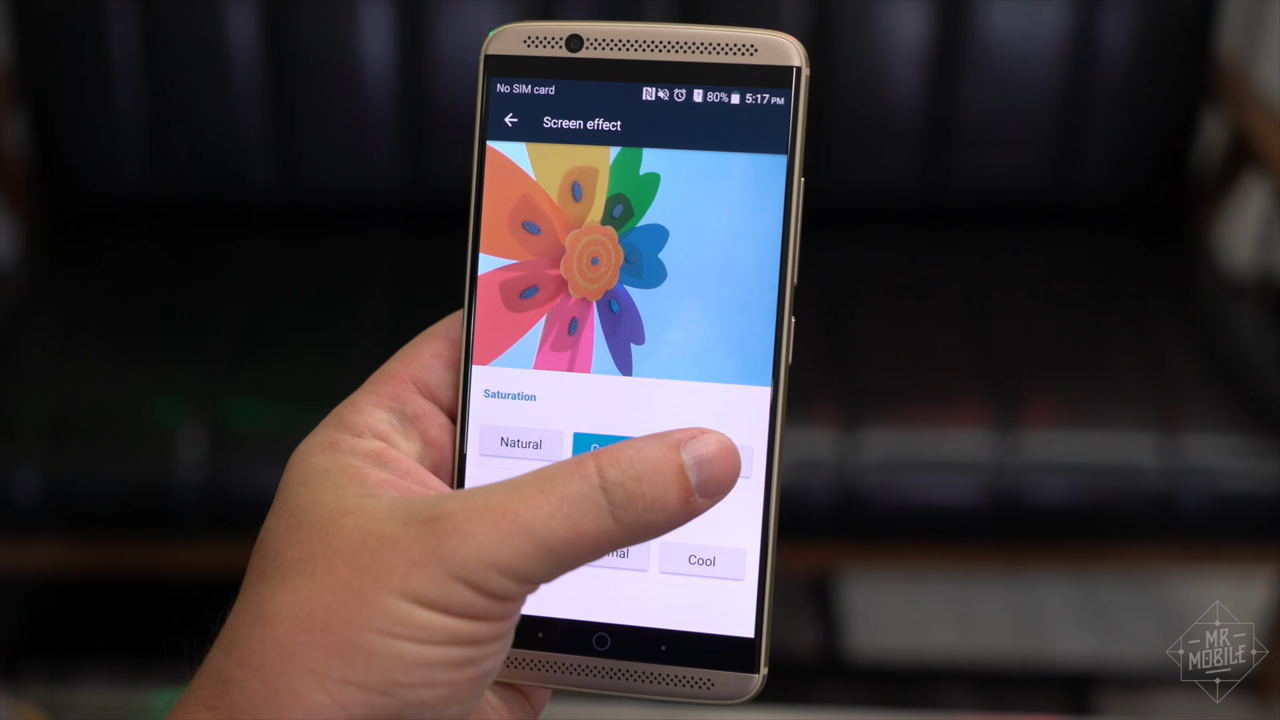 No SIM card 80% 5:17 PM
Screen effect
Saturation
Natural
Cool
MR
MOBILE